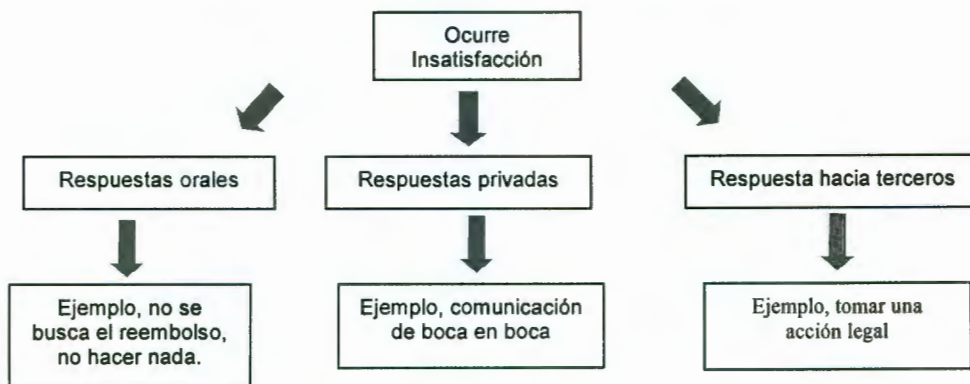 Ocurre
Insatisfacción
Respuestas orales
Respuestas privadas
Respuesta hacia terceros
Ejemplo, no se
busca el reembolso,
no hacer nada.
Ejemplo, comunicación
de boca en boca
Ejemplo, tomar una
acción legal